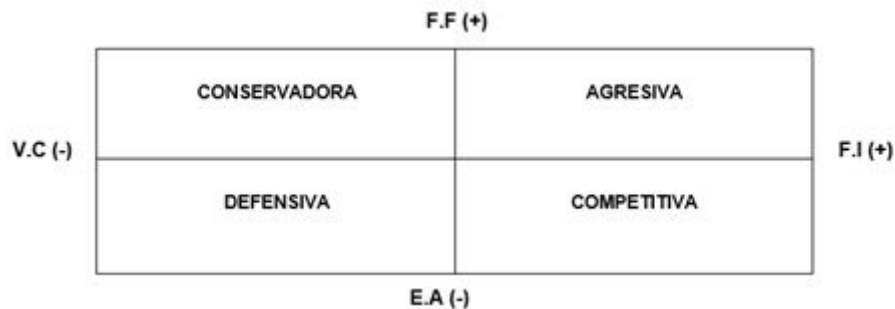 F.F (+)
CONSERVADORA
AGRESIVA
V.C (-)
F.I (+)
DEFENSIVA
COMPETITIVA
E.A (-)